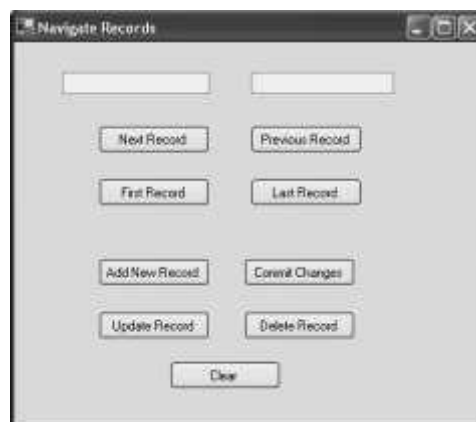 Navigate Records
Next Record
Previous Record
First Record
Last Record
Add New Record
Commit Changes
Update Record
Delete Record
Clear